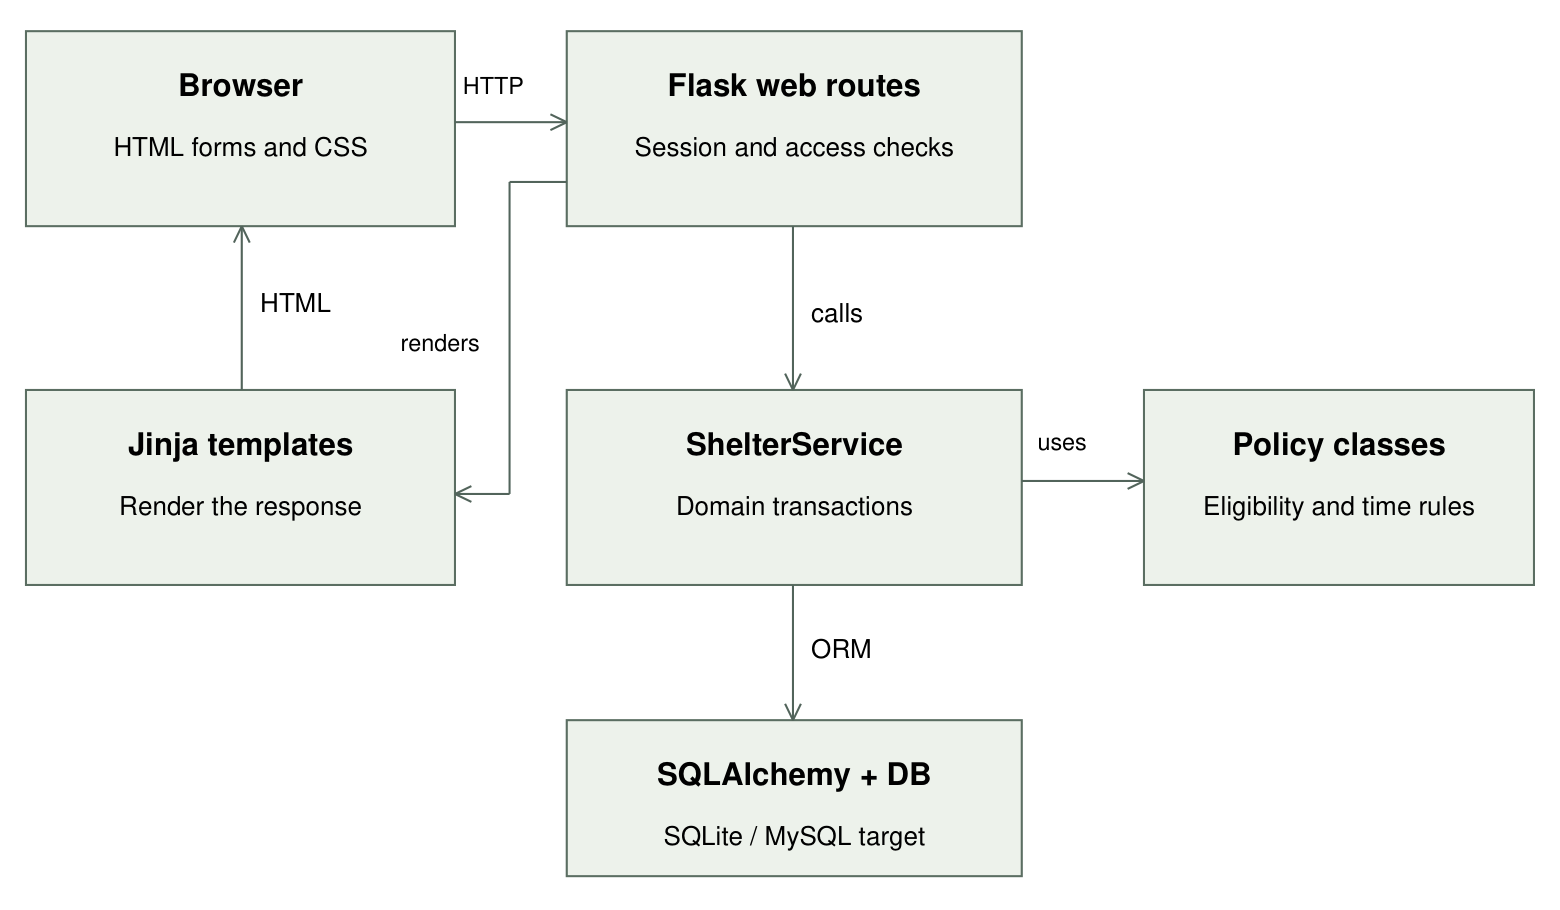 Browser
HTML forms and CSS
HTTP
Flask web routes
Session and access checks
HTML
renders
calls
Jinja templates
Render the response
ShelterService
Domain transactions
uses
Policy classes
Eligibility and time rules
ORM
SQLAlchemy + DB
SQLite / MySQL target